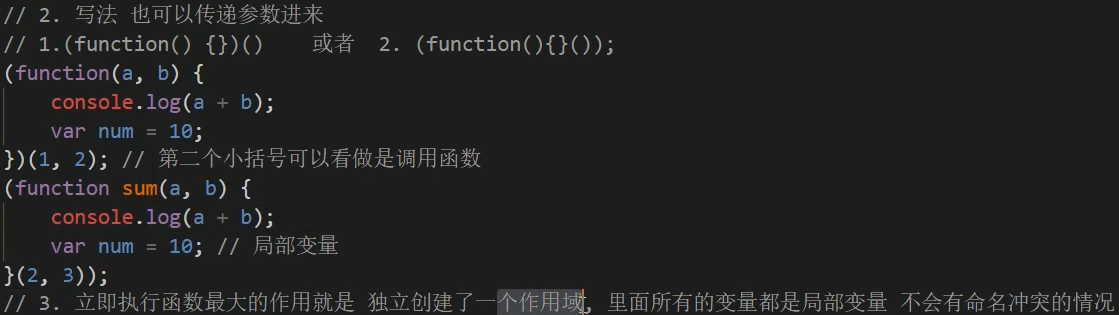 // 2. 写法 也可以传递参数进来
// 1.(function() {})()    或者  2. (function(){}());
(function(a, b) {
    console.log(a + b);
    var num = 10;
})(1, 2); // 第二个小括号可以看做是调用函数
(function sum(a, b) {
    console.log(a + b);
    var num = 10; // 局部变量
}(2, 3));
// 3. 立即执行函数最大的作用就是 独立创建了一个作用域, 里面所有的变量都是局部变量 不会有命名冲突的情况